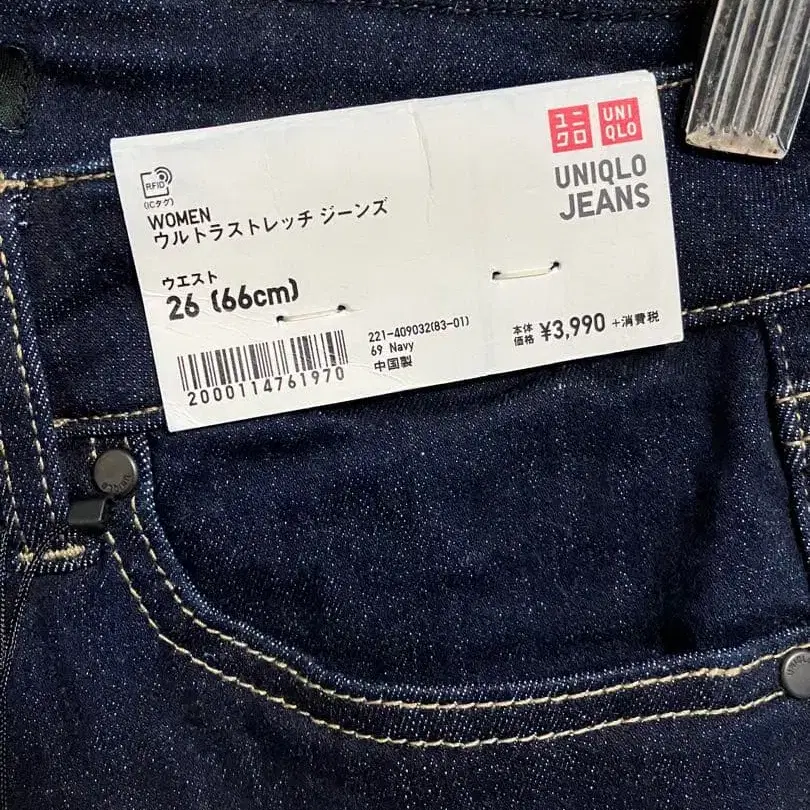 ユニ
クロ
UNI
QLO
UNIQLO
JEANS
RFID
(ICタグ)
WOMEN
ウルトラストレッチ ジーンズ
ウエスト
26 (66cm)
2000114761970
221-409032(83-01)
69 Navy
中国製
本体
価格 ¥3,990 +消費税